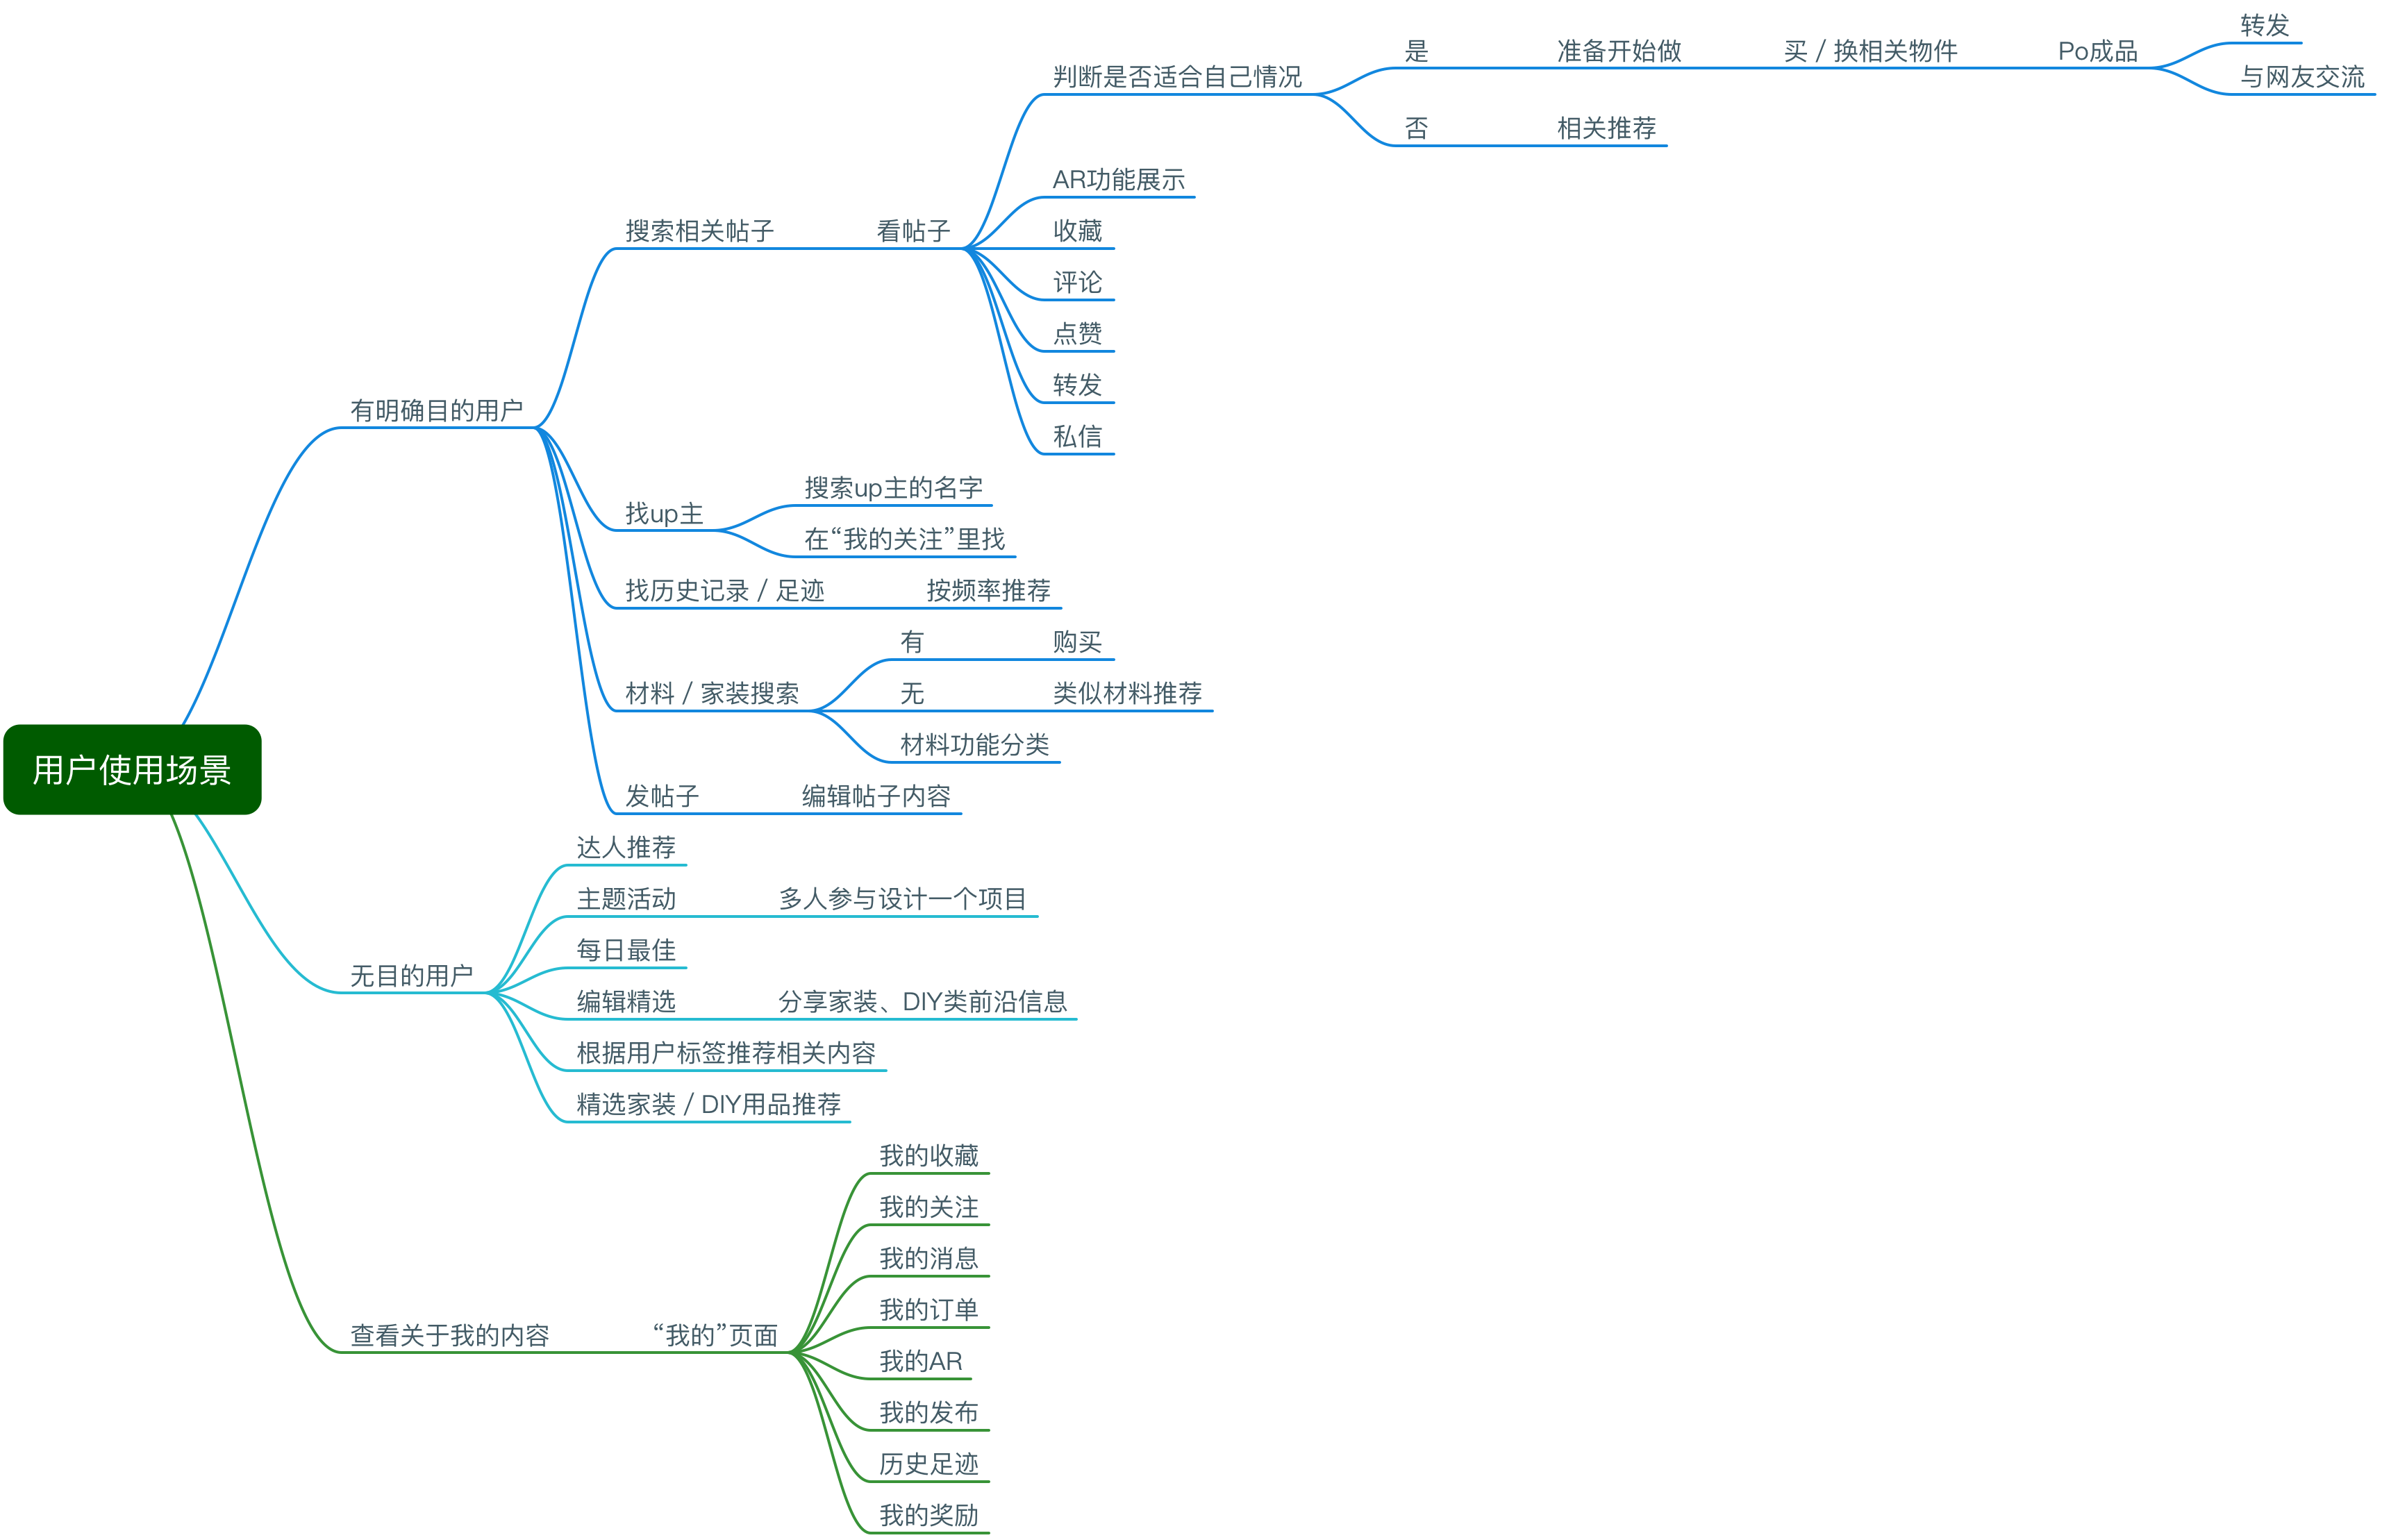 用户使用场景
有明确目的用户
搜索相关帖子
看帖子
判断是否适合自己情况
是
准备开始做
买 / 换相关物件
Po成品
转发
与网友交流
否
相关推荐
AR功能展示
收藏
评论
点赞
转发
私信
找up主
搜索up主的名字
在“我的关注”里找
找历史记录 / 足迹
按频率推荐
材料 / 家装搜索
有
购买
无
类似材料推荐
材料功能分类
发帖子
编辑帖子内容
无目的用户
达人推荐
主题活动
多人参与设计一个项目
每日最佳
编辑精选
分享家装、DIY类前沿信息
根据用户标签推荐相关内容
精选家装 / DIY用品推荐
查看关于我的内容
“我的”页面
我的收藏
我的关注
我的消息
我的订单
我的AR
我的发布
历史足迹
我的奖励